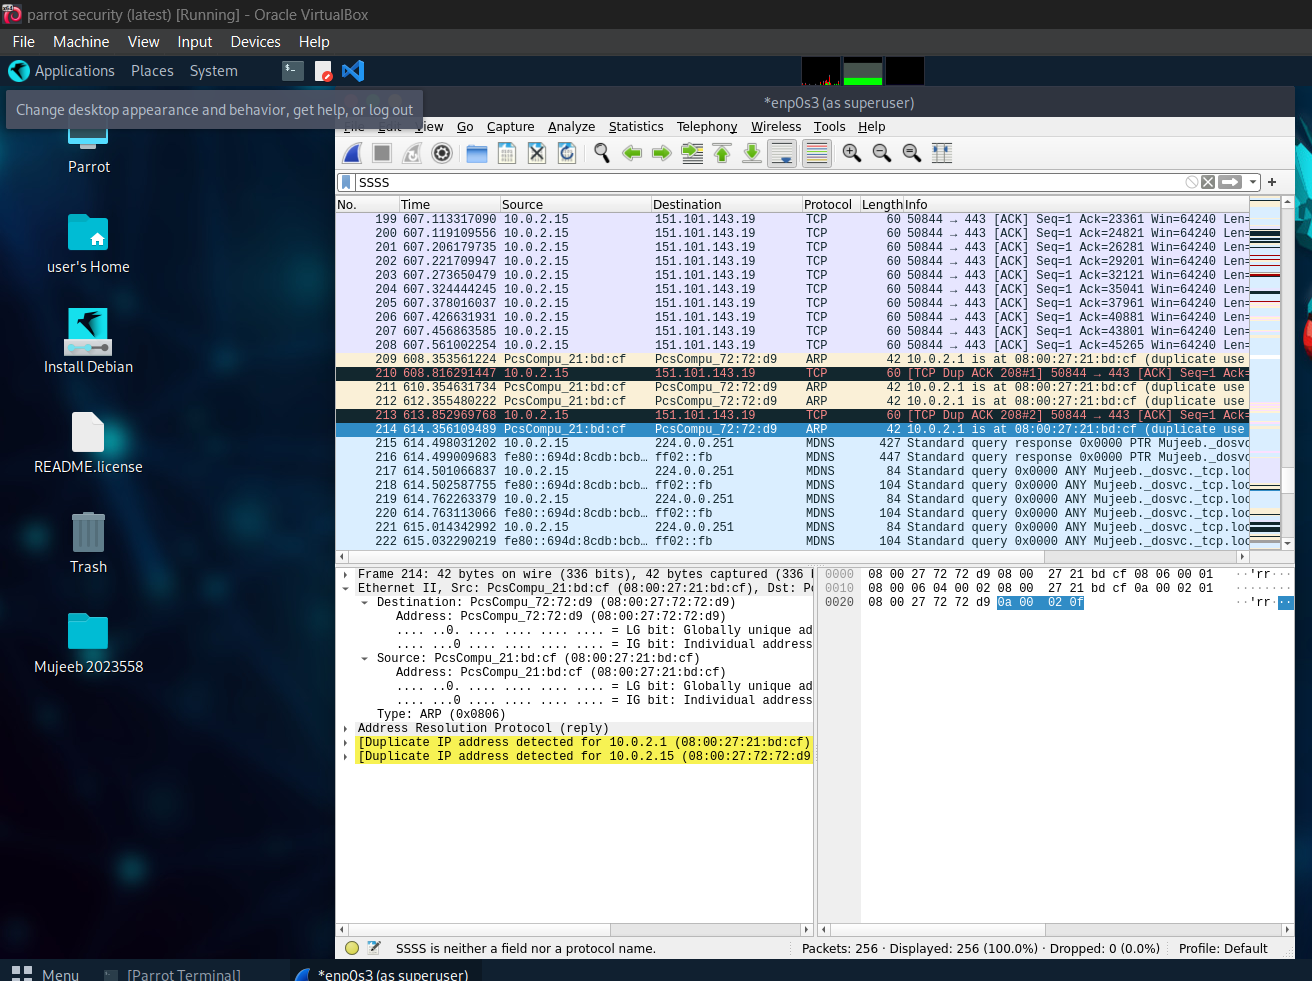 parrot security (latest) [Running] - Oracle VirtualBox
File Machine View Input Devices Help
Applications Places System
Change desktop appearance and behavior, get help, or log out
*enp0s3 (as superuser)
File Edit View Go Capture Analyze Statistics Telephony Wireless Tools Help
SSSS
No. Time Source Destination Protocol Length Info
199 607.113317090 10.0.2.15 151.101.143.19 TCP 60 50844 → 443 [ACK] Seq=1 Ack=23361 Win=64240 Len=
200 607.119109556 10.0.2.15 151.101.143.19 TCP 60 50844 → 443 [ACK] Seq=1 Ack=24821 Win=64240 Len=
201 607.206179735 10.0.2.15 151.101.143.19 TCP 60 50844 → 443 [ACK] Seq=1 Ack=26281 Win=64240 Len=
202 607.221709947 10.0.2.15 151.101.143.19 TCP 60 50844 → 443 [ACK] Seq=1 Ack=29201 Win=64240 Len=
203 607.273650479 10.0.2.15 151.101.143.19 TCP 60 50844 → 443 [ACK] Seq=1 Ack=32121 Win=64240 Len=
204 607.324444245 10.0.2.15 151.101.143.19 TCP 60 50844 → 443 [ACK] Seq=1 Ack=35041 Win=64240 Len=
205 607.378016037 10.0.2.15 151.101.143.19 TCP 60 50844 → 443 [ACK] Seq=1 Ack=37961 Win=64240 Len=
206 607.426631931 10.0.2.15 151.101.143.19 TCP 60 50844 → 443 [ACK] Seq=1 Ack=40881 Win=64240 Len=
207 607.456863585 10.0.2.15 151.101.143.19 TCP 60 50844 → 443 [ACK] Seq=1 Ack=43801 Win=64240 Len=
208 607.561002254 10.0.2.15 151.101.143.19 TCP 60 50844 → 443 [ACK] Seq=1 Ack=45265 Win=64240 Len=
209 608.353561224 PcsCompu_21:bd:cf PcsCompu_72:72:d9 ARP 42 10.0.2.1 is at 08:00:27:21:bd:cf (duplicate use
210 608.816291447 10.0.2.15 151.101.143.19 TCP 60 [TCP Dup ACK 208#1] 50844 → 443 [ACK] Seq=1 Ack=
211 610.354631734 PcsCompu_21:bd:cf PcsCompu_72:72:d9 ARP 42 10.0.2.1 is at 08:00:27:21:bd:cf (duplicate use
212 612.355480222 PcsCompu_21:bd:cf PcsCompu_72:72:d9 ARP 42 10.0.2.1 is at 08:00:27:21:bd:cf (duplicate use
213 613.852969768 10.0.2.15 151.101.143.19 TCP 60 [TCP Dup ACK 208#2] 50844 → 443 [ACK] Seq=1 Ack=
214 614.356109489 PcsCompu_21:bd:cf PcsCompu_72:72:d9 ARP 42 10.0.2.1 is at 08:00:27:21:bd:cf (duplicate use
215 614.498031202 10.0.2.15 224.0.0.251 MDNS 427 Standard query response 0x0000 PTR Mujeeb._dosvc
216 614.499009683 fe80::694d:8cdb:bcb… ff02::fb MDNS 447 Standard query response 0x0000 PTR Mujeeb._dosvc
217 614.501066837 10.0.2.15 224.0.0.251 MDNS 84 Standard query 0x0000 ANY Mujeeb._dosvc._tcp.loc
218 614.502587755 fe80::694d:8cdb:bcb… ff02::fb MDNS 104 Standard query 0x0000 ANY Mujeeb._dosvc._tcp.loc
219 614.762263379 10.0.2.15 224.0.0.251 MDNS 84 Standard query 0x0000 ANY Mujeeb._dosvc._tcp.loc
220 614.763113066 fe80::694d:8cdb:bcb… ff02::fb MDNS 104 Standard query 0x0000 ANY Mujeeb._dosvc._tcp.loc
221 615.014342992 10.0.2.15 224.0.0.251 MDNS 84 Standard query 0x0000 ANY Mujeeb._dosvc._tcp.loc
222 615.032290219 fe80::694d:8cdb:bcb… ff02::fb MDNS 104 Standard query 0x0000 ANY Mujeeb._dosvc._tcp.loc
Parrot
user's Home
Install Debian
README.license
Trash
Mujeeb 2023558
Frame 214: 42 bytes on wire (336 bits), 42 bytes captured (336 
Ethernet II, Src: PcsCompu_21:bd:cf (08:00:27:21:bd:cf), Dst: Pc
Destination: PcsCompu_72:72:d9 (08:00:27:72:72:d9)
Address: PcsCompu_72:72:d9 (08:00:27:72:72:d9)
.... ..0. .... .... .... .... = LG bit: Globally unique ad
.... ...0 .... .... .... .... = IG bit: Individual address
Source: PcsCompu_21:bd:cf (08:00:27:21:bd:cf)
Address: PcsCompu_21:bd:cf (08:00:27:21:bd:cf)
.... ..0. .... .... .... .... = LG bit: Globally unique ad
.... ...0 .... .... .... .... = IG bit: Individual address
Type: ARP (0x0806)
Address Resolution Protocol (reply)
[Duplicate IP address detected for 10.0.2.1 (08:00:27:21:bd:cf)
[Duplicate IP address detected for 10.0.2.15 (08:00:27:72:72:d9
0000 08 00 27 72 72 d9 08 00 27 21 bd cf 08 06 00 01 ··'rr···
0010 08 00 06 04 00 02 08 00 27 21 bd cf 0a 00 02 01 ········
0020 08 00 27 72 72 d9 0a 00 02 0f ··'rr···
SSSS is neither a field nor a protocol name.
Packets: 256 · Displayed: 256 (100.0%) · Dropped: 0 (0.0%)
Profile: Default
Menu [Parrot Terminal] *enp0s3 (as superuser)